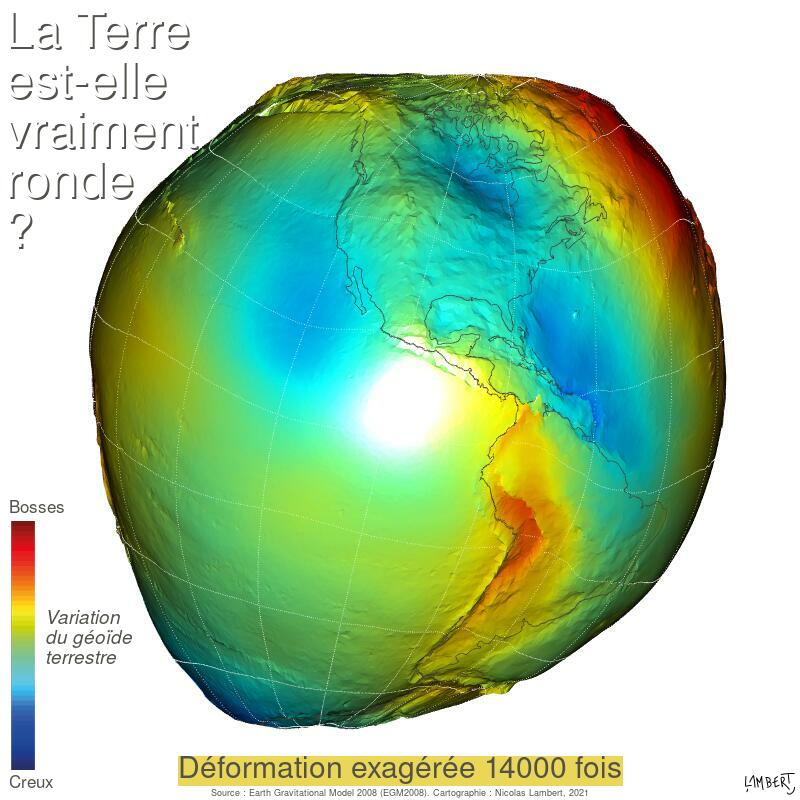 La Terre
est-elle
vraiment
ronde
?
Bosses
Variation
du géoïde
terrestre
Creux
Déformation exagérée 14000 fois
Source : Earth Gravitational Model 2008 (EGM2008). Cartographie : Nicolas Lambert, 2021
LAMBERT